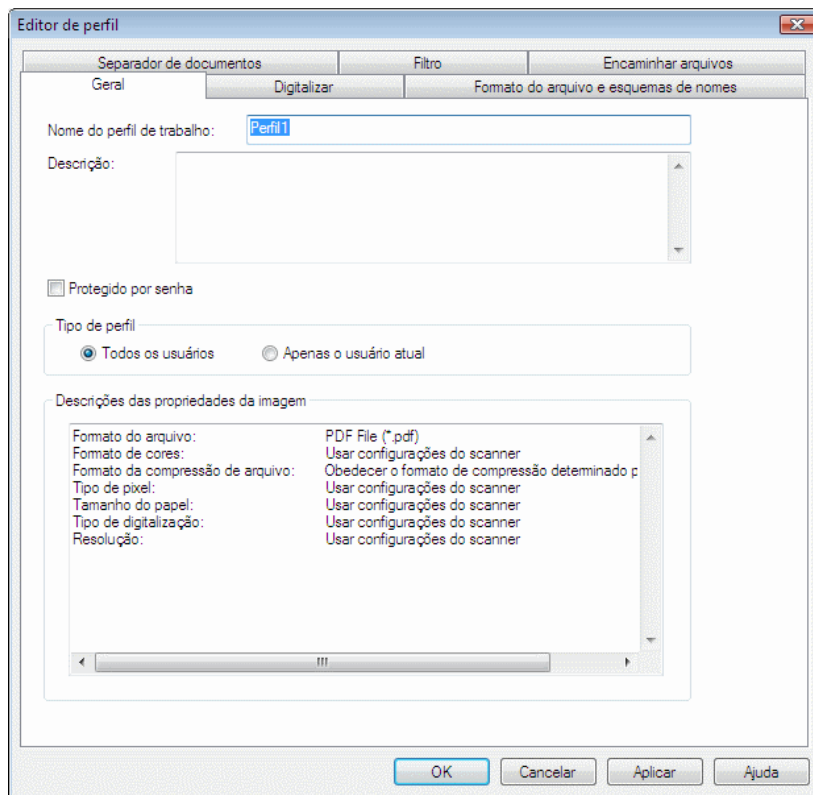 Editor de perfil
Separador de documentos Filtro Encaminhar arquivos
Geral Digitalizar Formato do arquivo e esquemas de nomes
Nome do perfil de trabalho: Perfil1
Descrição:
Protegido por senha
Tipo de perfil
Todos os usuários Apenas o usuário atual
Descrições das propriedades da imagem
Formato do arquivo: PDF File (*.pdf)
Formato de cores: Usar configurações do scanner
Formato da compressão de arquivo: Obedecer o formato de compressão determinado p
Tipo de pixel: Usar configurações do scanner
Tamanho do papel: Usar configurações do scanner
Tipo de digitalização: Usar configurações do scanner
Resolução: Usar configurações do scanner
OK Cancelar Aplicar Ajuda